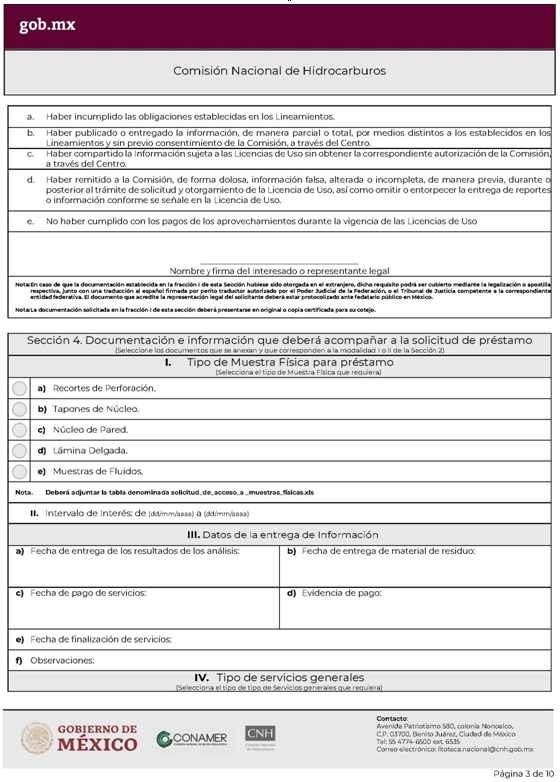 gob.mx
Comisión Nacional de Hidrocarburos
a. Haber incumplido las obligaciones establecidas en los Lineamientos.
b. Haber publicado o entregado la información, de manera parcial o total, por medios distintos a los establecidos en los
Lineamientos y sin previo consentimiento de la Comisión, a través del Centro.
c. Haber compartido la Información sujeta a las Licencias de Uso sin obtener la correspondiente autorización de la Comisión,
a través del Centro.
d. Haber remitido a la Comisión, de forma dolosa, información falsa, alterada o incompleta, de manera previa, durante o
posterior al trámite de solicitud y otorgamiento de la Licencia de Uso, así como omitir o entorpecer la entrega de reportes
o información conforme se señale en la Licencia de Uso.
e. No haber cumplido con los pagos de los aprovechamientos durante la vigencia de las Licencias de Uso
Nombre y firma del Interesado o representante legal
Nota:En caso de que la documentación establecida en la fracción I de esta Sección hubiese sido otorgada en el extranjero, dicho requisito podrá ser cubierto mediante la legalización o apostilla
respectiva, junto con una traducción al español firmada por perito traductor autorizado por el Poder Judicial de la Federación, o el Tribunal de Justicia competente a la correspondiente
entidad federativa. El documento que acredite la representación legal del solicitante deberá estar protocolizado ante fedatario público en México.
Nota:La documentación solicitada en la fracción I de esta sección deberá presentarse en original o copia certificada para su cotejo.
Sección 4. Documentación e información que deberá acompañar a la solicitud de préstamo
(Seleccione los documentos que se anexan y que corresponden a la modalidad I o II de la Sección 2)
I. Tipo de Muestra Física para préstamo
(Selecciona el tipo de Muestra Física que requiera)
a) Recortes de Perforación.
b) Tapones de Núcleo.
c) Núcleo de Pared.
d) Lámina Delgada.
e) Muestras de Fluidos.
Nota. Deberá adjuntar la tabla denominada solicitud_de_acceso_a _muestras_físicas.xls
II. Intervalo de Interés: de (dd/mm/aaaa) a (dd/mm/aaaa)
III. Datos de la entrega de Información
a) Fecha de entrega de los resultados de los análisis:
b) Fecha de entrega de material de residuo:
c) Fecha de pago de servicios:
d) Evidencia de pago:
e) Fecha de finalización de servicios:
f) Observaciones:
IV. Tipo de servicios generales
(Selecciona el tipo de tipo de Servicios generales que requiera)
GOBIERNO DE
MÉXICO
CONAMER
CNH
Comisión Nacional
de Hidrocarburos
Contacto:
Avenida Patriotismo 580, colonia Nonoalco,
C.P. 03700, Benito Juárez, Ciudad de México
Tel: 55 4774-6500 ext. 6535
Correo electrónico: litoteca.nacional@cnh.gob.mx
Página 3 de 10